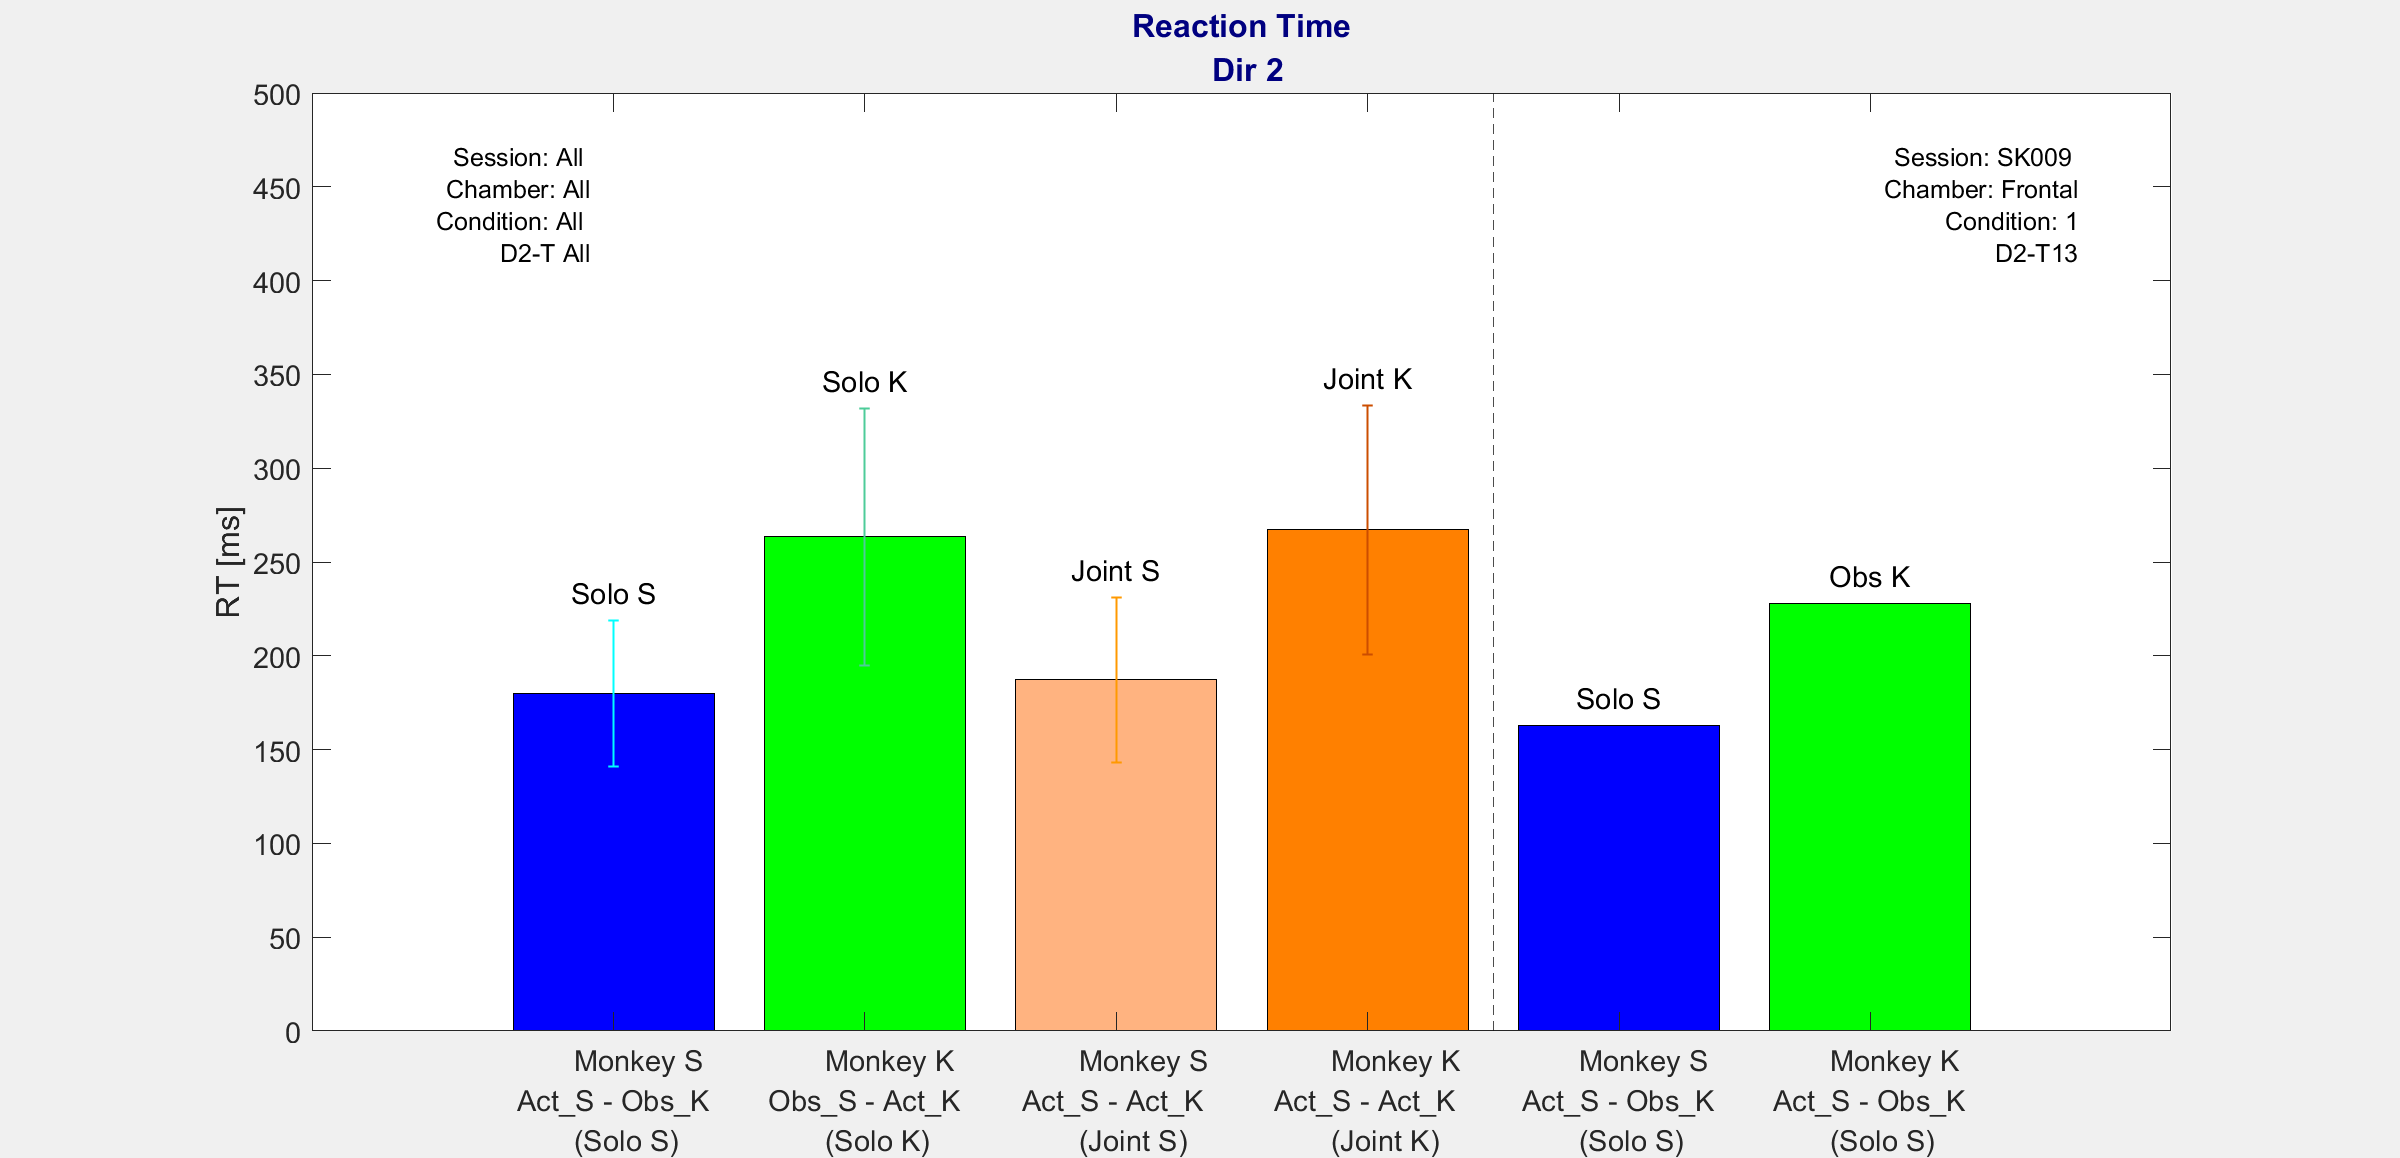 Reaction Time
Dir 2
500
450
400
350
300
250
200
150
100
50
0
RT [ms]
Session: All
Chamber: All
Condition: All
D2-T All
Session: SK009
Chamber: Frontal
Condition: 1
D2-T13
Solo S
Solo K
Joint S
Joint K
Solo S
Obs K
Monkey S
Act_S - Obs_K
(Solo S)
Monkey K
Obs_S - Act_K
(Solo K)
Monkey S
Act_S - Act_K
(Joint S)
Monkey K
Act_S - Act_K
(Joint K)
Monkey S
Act_S - Obs_K
(Solo S)
Monkey K
Act_S - Obs_K
(Solo S)